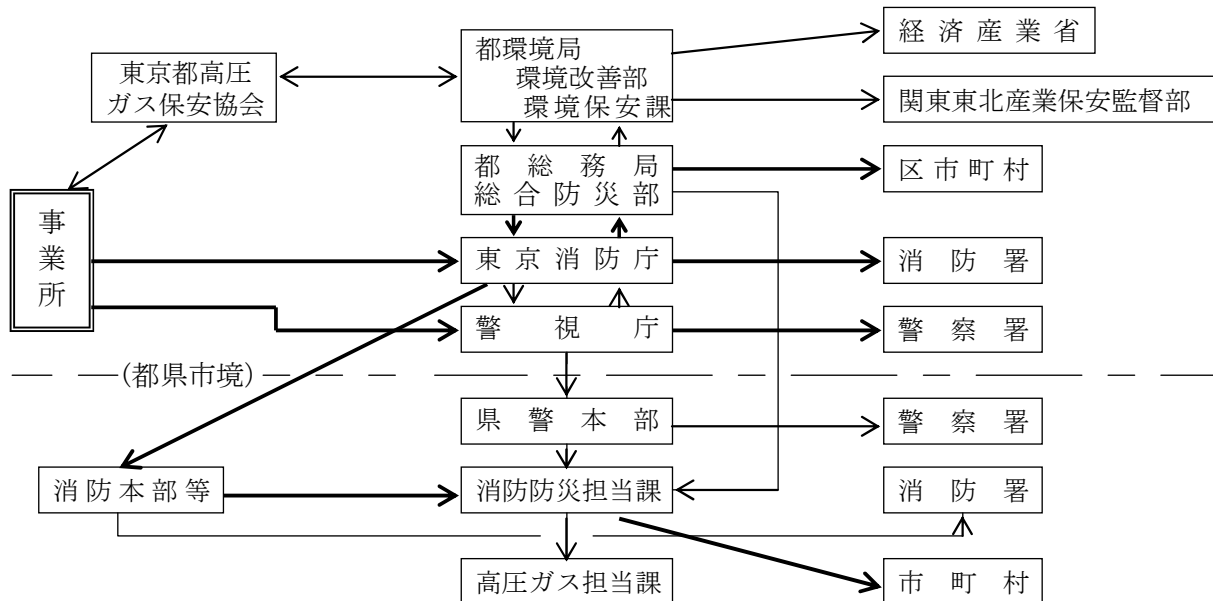 都環境局
環境改善部
環境保安課
経済産業省
東京都高圧
ガス保安協会
関東東北産業保安監督部
都総務局
総合防災部
区市町村
事業所
東京消防庁
消防署
警視庁
警察署
(都県市境)
県警本部
警察署
消防本部等
消防防災担当課
消防署
高圧ガス担当課
市町村